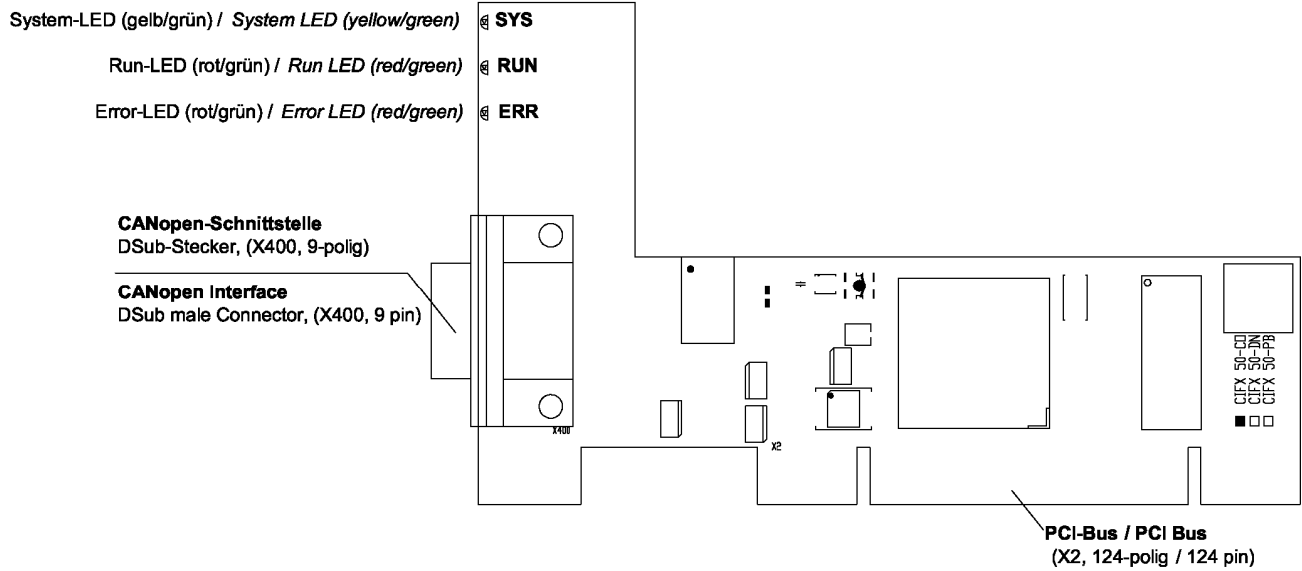 System-LED (gelb/grün) / System LED (yellow/green) SYS
Run-LED (rot/grün) / Run LED (red/green) RUN
Error-LED (rot/grün) / Error LED (red/green) ERR
CANopen-Schnittstelle
DSub-Stecker, (X400, 9-polig)
CANopen Interface
DSub male Connector, (X400, 9 pin)
X400
X2
CIFX 50-CO
CIFX 50-DN
CIFX 50-PB
PCI-Bus / PCI Bus
(X2, 124-polig / 124 pin)